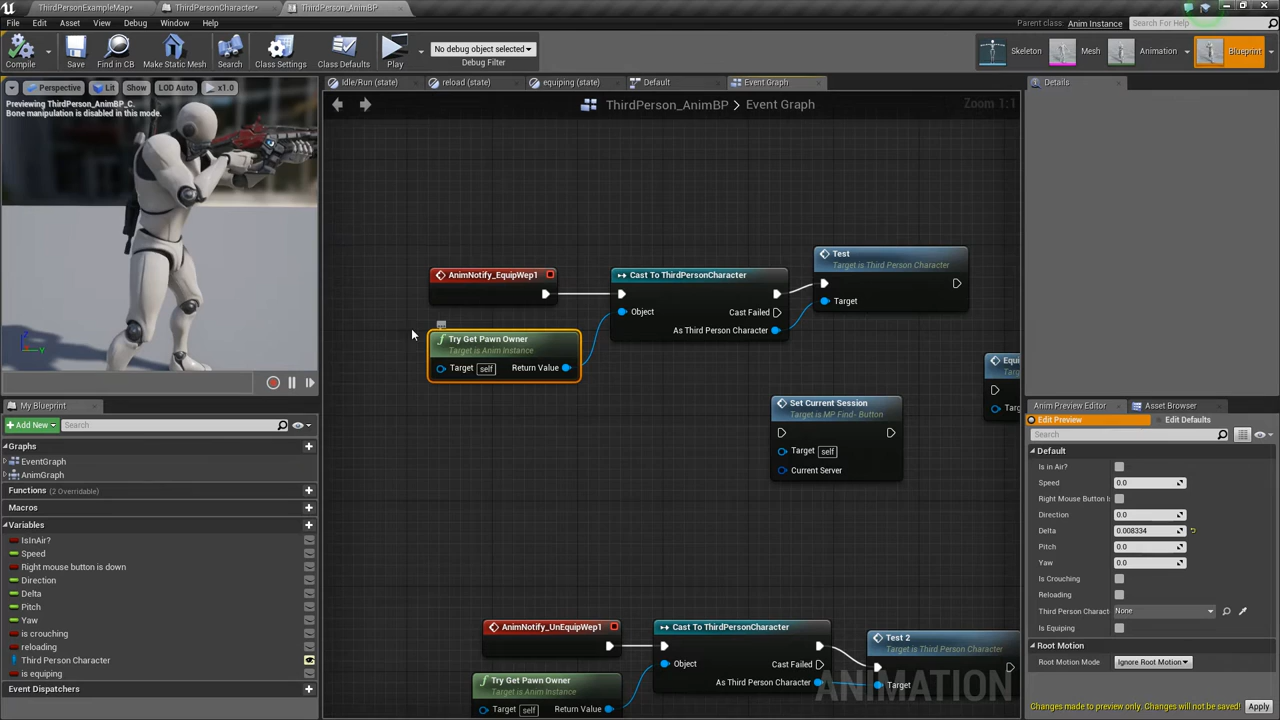 ThirdPersonExampleMap*
ThirdPersonCharacter*
ThirdPerson_AnimBP
File Edit Asset View Debug Window Help
Parent class: Anim Instance
Search For Help
Compile
Save
Find in CB
Make Static Mesh
Search
Class Settings
Class Defaults
Play
No debug object selected
Debug Filter
Skeleton
Mesh
Animation
Blueprint
Perspective
Lit
Show
LOD Auto
x1.0
Previewing ThirdPerson_AnimBP_C.
Bone manipulation is disabled in this mode.
Idle/Run (state)
reload (state)
equiping (state)
Default
Event Graph
ThirdPerson_AnimBP > Event Graph
Zoom 1:1
AnimNotify_EquipWep1
Cast To ThirdPersonCharacter
Object
Cast Failed
As Third Person Character
Test
Target is Third Person Character
Target
Try Get Pawn Owner
Target is Anim Instance
Target self
Return Value
Set Current Session
Target is MP Find- Button
Target self
Current Server
AnimNotify_UnEquipWep1
Cast To ThirdPersonCharacter
Object
Cast Failed
As Third Person Character
Test 2
Target is Third Person Character
Target
Try Get Pawn Owner
Target is Anim Instance
Target self
Return Value
ANIMATION
My Blueprint
Add New
Search
Graphs
EventGraph
AnimGraph
Functions (2 Overridable)
Macros
Variables
IsInAir?
Speed
Right mouse button is down
Direction
Delta
Pitch
Yaw
is crouching
reloading
Third Person Character
is equiping
Event Dispatchers
Details
Anim Preview Editor
Asset Browser
Edit Preview
Edit Defaults
Search
Default
Is in Air?
Speed 0.0
Right Mouse Button I
Direction 0.0
Delta 0.008334
Pitch 0.0
Yaw 0.0
Is Crouching
Reloading
Third Person Charact None
Is Equiping
Root Motion
Root Motion Mode Ignore Root Motion
Changes made to preview only. Changes will not be saved!
Apply